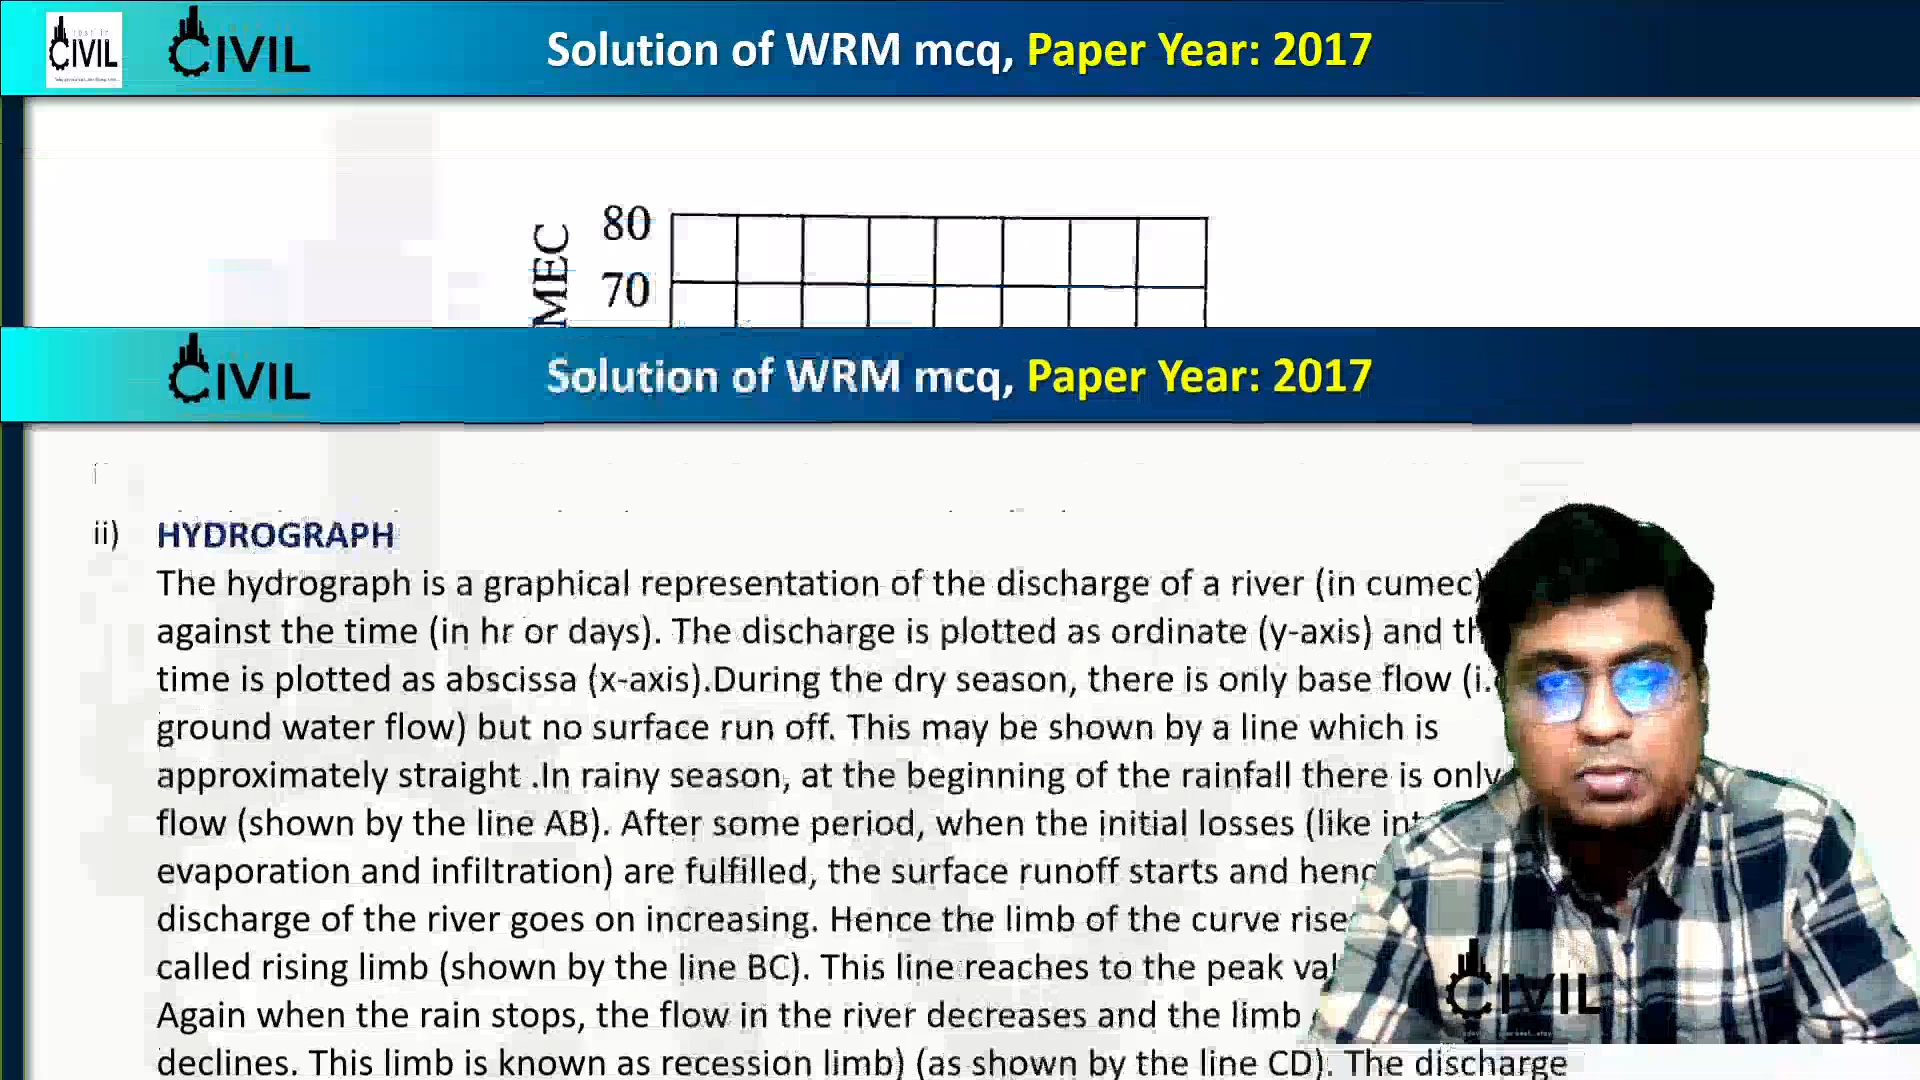 CIVIL
CIVIL
Solution of WRM mcq, Paper Year: 2017
80
MEC
70
CIVIL
Solution of WRM mcq, Paper Year: 2017
ii) HYDROGRAPH
The hydrograph is a graphical representation of the discharge of a river (in cumec)
against the time (in hr or days). The discharge is plotted as ordinate (y-axis) and
time is plotted as abscissa (x-axis).During the dry season, there is only base flow
ground water flow) but no surface run off. This may be shown by a line which is
approximately straight .In rainy season, at the beginning of the rainfall there is only
flow (shown by the line AB). After some period, when the initial losses (like
evaporation and infiltration) are fulfilled, the surface runoff starts and
discharge of the river goes on increasing. Hence the limb of the curve
called rising limb (shown by the line BC). This line reaches to the peak
Again when the rain stops, the flow in the river decreases and the limb
declines. This limb is known as recession limb) (as shown by the line CD). The discharge
CIVIL